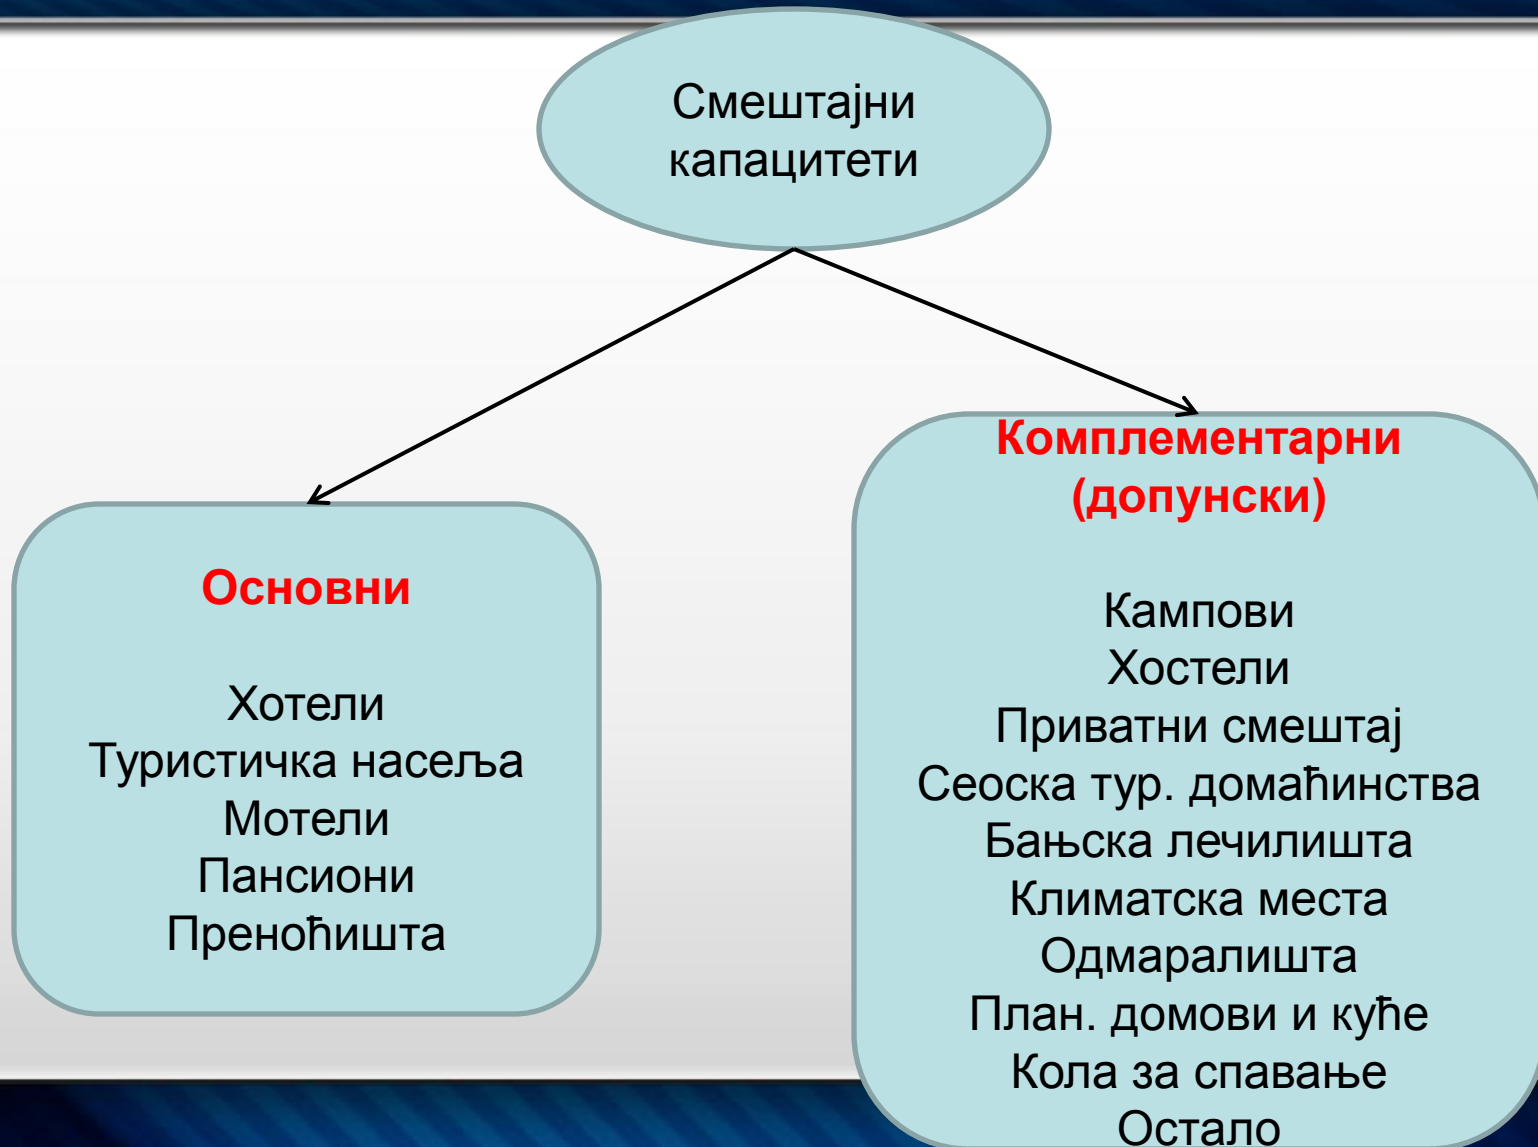 Смештајни
капацитети
Основни
Хотели
Туристичка насеља
Мотели
Пансиони
Преноћишта
Комплементарни
(допунски)
Кампови
Хостели
Приватни смештај
Сеоска тур. домаћинства
Бањска лечилишта
Климатска места
Одмаралишта
План. домови и куће
Кола за спавање
Остало